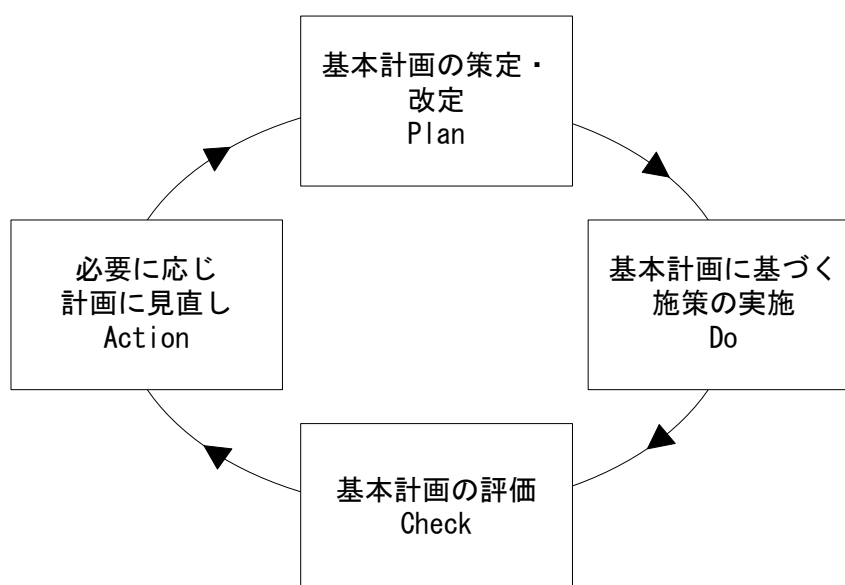 基本計画の策定・
改定
Plan
必要に応じ
計画に見直し
Action
基本計画に基づく
施策の実施
Do
基本計画の評価
Check